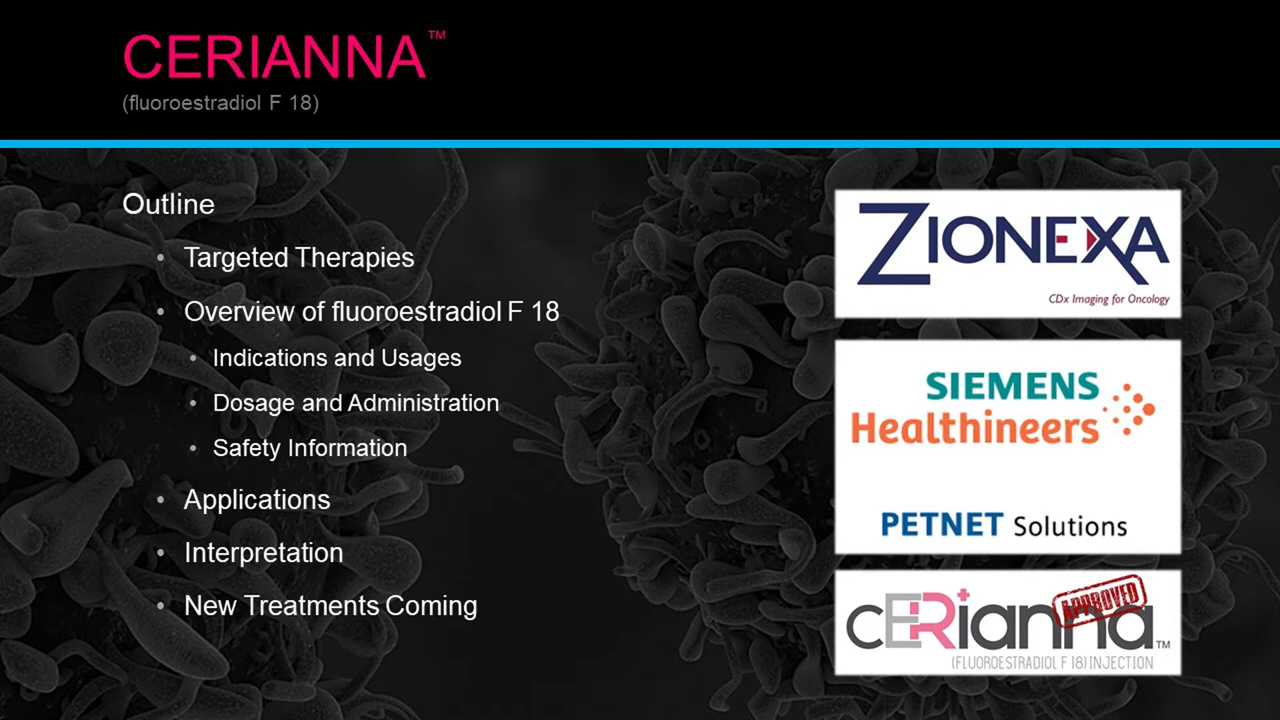 CERIANNA™
(fluoroestradiol F 18)
Outline
• Targeted Therapies
• Overview of fluoroestradiol F 18
• Indications and Usages
• Dosage and Administration
• Safety Information
• Applications
• Interpretation
• New Treatments Coming
ZIONEXA
CDx Imaging for Oncology
SIEMENS
Healthineers
PETNET Solutions
cERianna™
APPROVED
(FLUOROESTRADIOL F 18) INJECTION